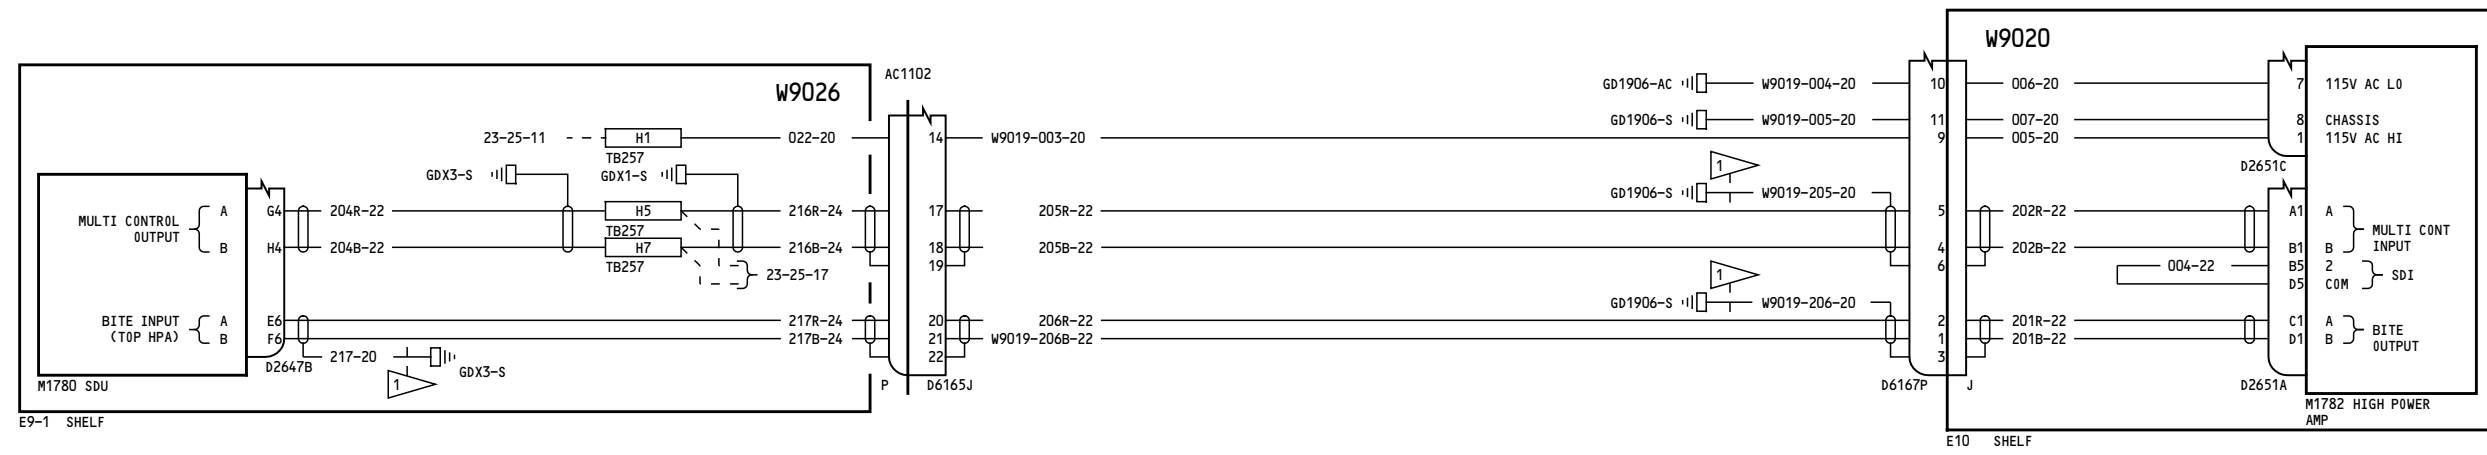 W9026
AC1102
W9020
GD1906-AC
W9019-004-20
10
006-20
7
115V AC LO
GD1906-S
W9019-005-20
11
007-20
8
CHASSIS
23-25-11
H1
TB257
022-20
14
W9019-003-20
9
005-20
1
115V AC HI
D2651C
GDX3-S
GDX1-S
1
GD1906-S
W9019-205-20
MULTI CONTROL
OUTPUT
A
G4
204R-22
H5
TB257
216R-24
17
205R-22
5
202R-22
A1
A
B
H4
204B-22
H7
TB257
216B-24
18
205B-22
4
202B-22
B1
B
MULTI CONT
INPUT
23-25-17
19
6
004-22
B5
2
D5
COM
SDI
1
GD1906-S
W9019-206-20
BITE INPUT
(TOP HPA)
A
E6
217R-24
20
206R-22
2
201R-22
C1
A
B
F6
217B-24
21
W9019-206B-22
1
201B-22
D1
B
BITE
OUTPUT
D2647B
217-20
GDX3-S
1
22
3
M1780 SDU
P
D6165J
D6167P
J
D2651A
M1782 HIGH POWER
AMP
E9-1 SHELF
E10 SHELF